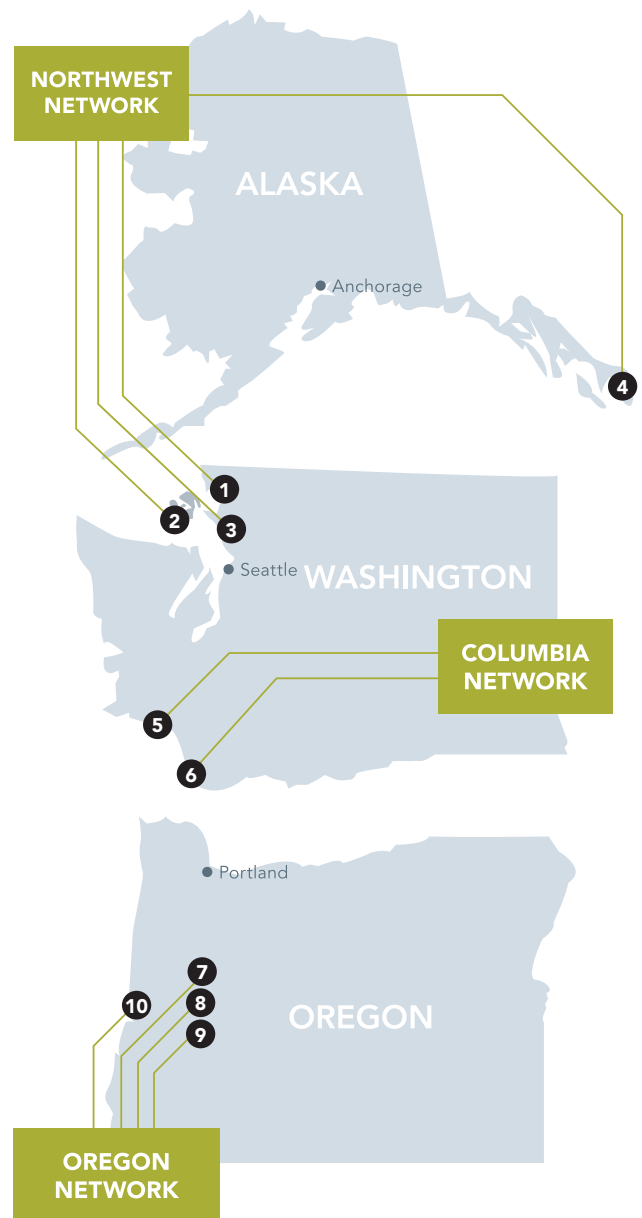 NORTHWEST
NETWORK
ALASKA
Anchorage
4
1
2
3
Seattle
WASHINGTON
COLUMBIA
NETWORK
5
6
Portland
7
10
8
9
OREGON
OREGON
NETWORK